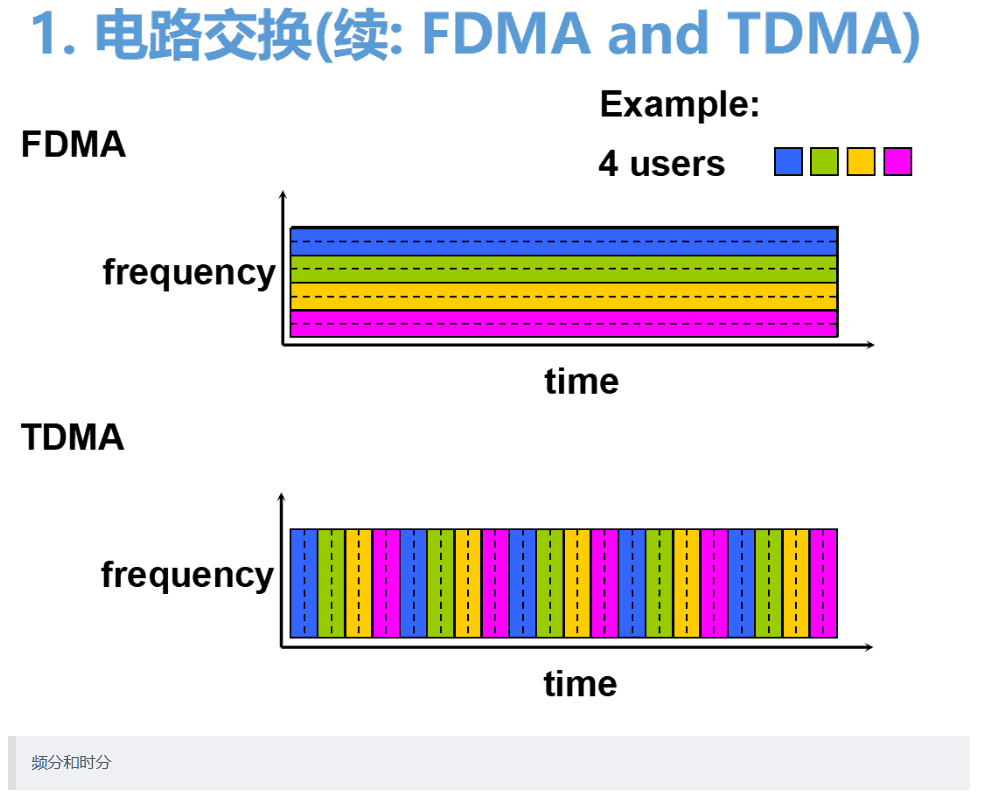 1. 电路交换(续: FDMA and TDMA)
Example:
FDMA
4 users
frequency
time
TDMA
frequency
time
频分和时分